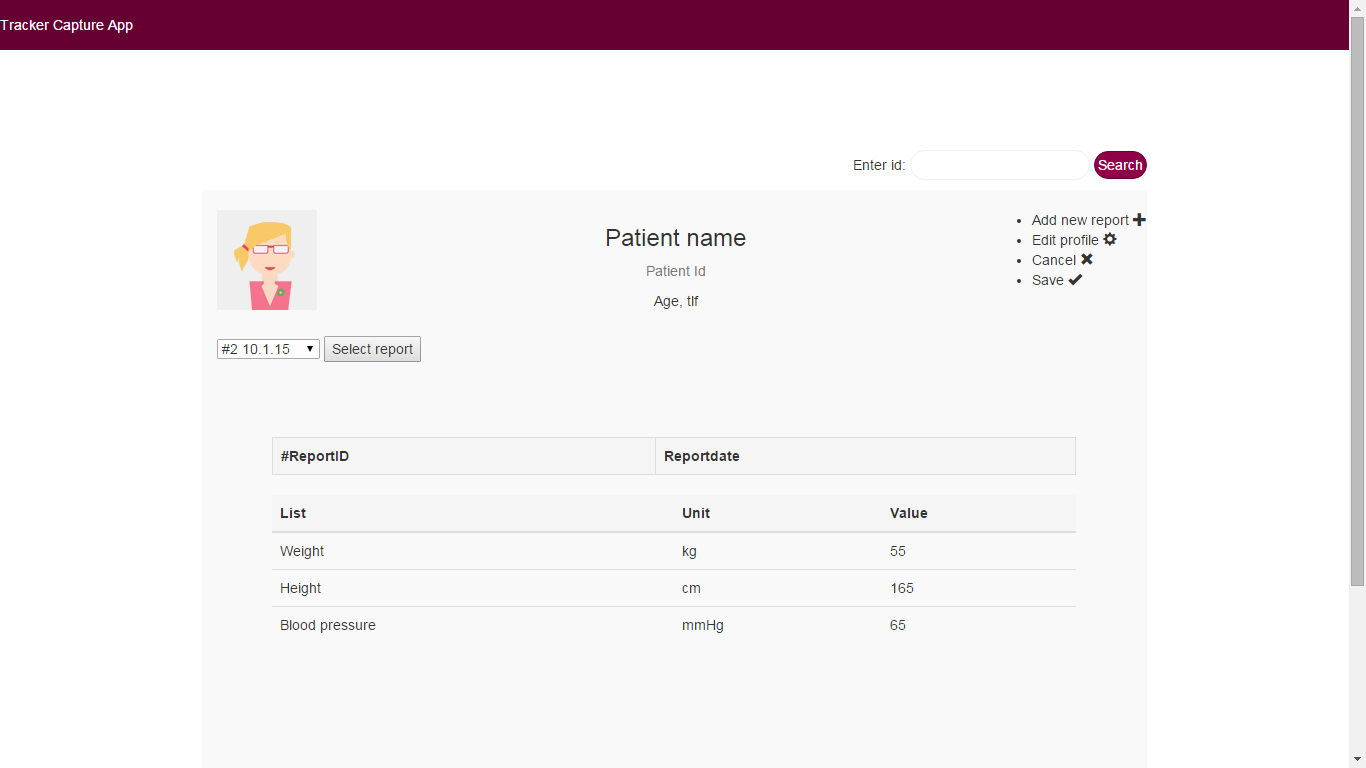 Tracker Capture App
Enter id: Search
Patient name
Patient Id
Age, tlf
Add new report
Edit profile
Cancel
Save
#2 10.1.15 Select report
#ReportID Reportdate
List Unit Value
Weight kg 55
Height cm 165
Blood pressure mmHg 65